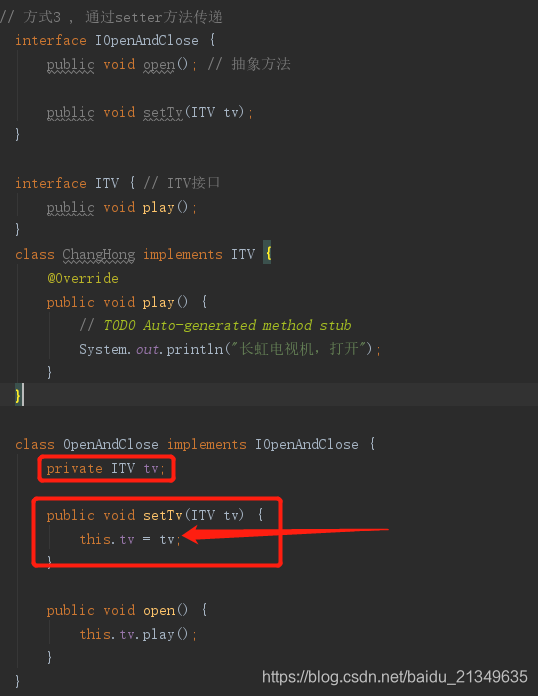 // 方式3 , 通过setter方法传递
interface IOpenAndClose {
public void open(); // 抽象方法
public void setTv(ITV tv);
}
interface ITV { // ITV接口
public void play();
}
class ChangHong implements ITV {
@Override
public void play() {
// TODO Auto-generated method stub
System.out.println("长虹电视机，打开");
}
}
class OpenAndClose implements IOpenAndClose {
private ITV tv;
public void setTv(ITV tv) {
this.tv = tv;
}
public void open() {
this.tv.play();
}
}
https://blog.csdn.net/baidu_21349635